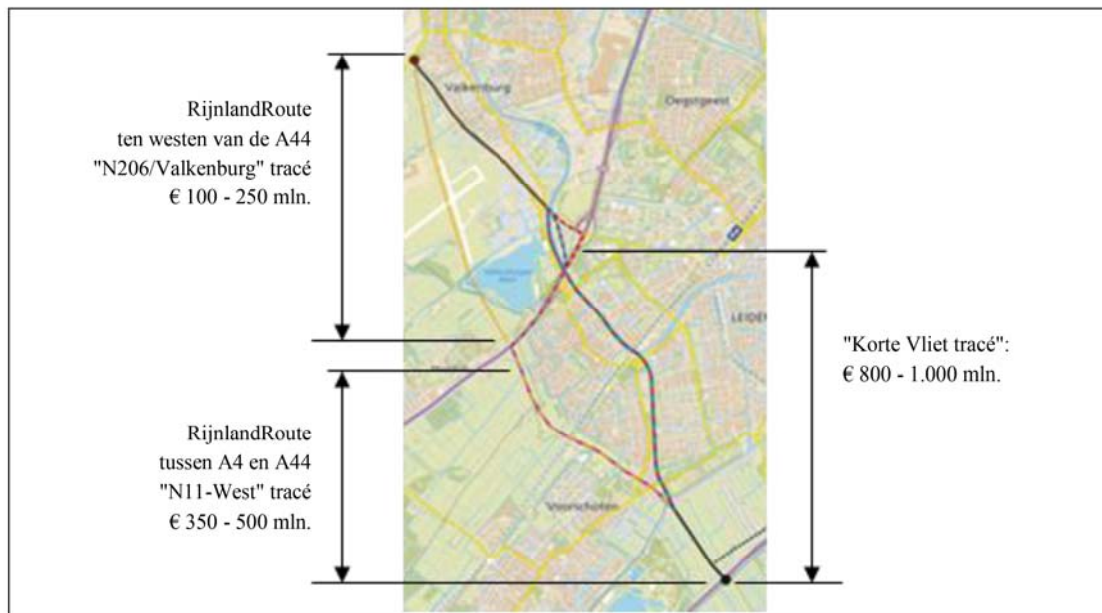 RijnlandRoute
ten westen van de A44
"N206/Valkenburg" tracé
€ 100 - 250 mln.
RijnlandRoute
tussen A4 en A44
"N11-West" tracé
€ 350 - 500 mln.
Valkenburg
Oegstgeest
LEIDEN
Voorschoten
"Korte Vliet tracé":
€ 800 - 1.000 mln.